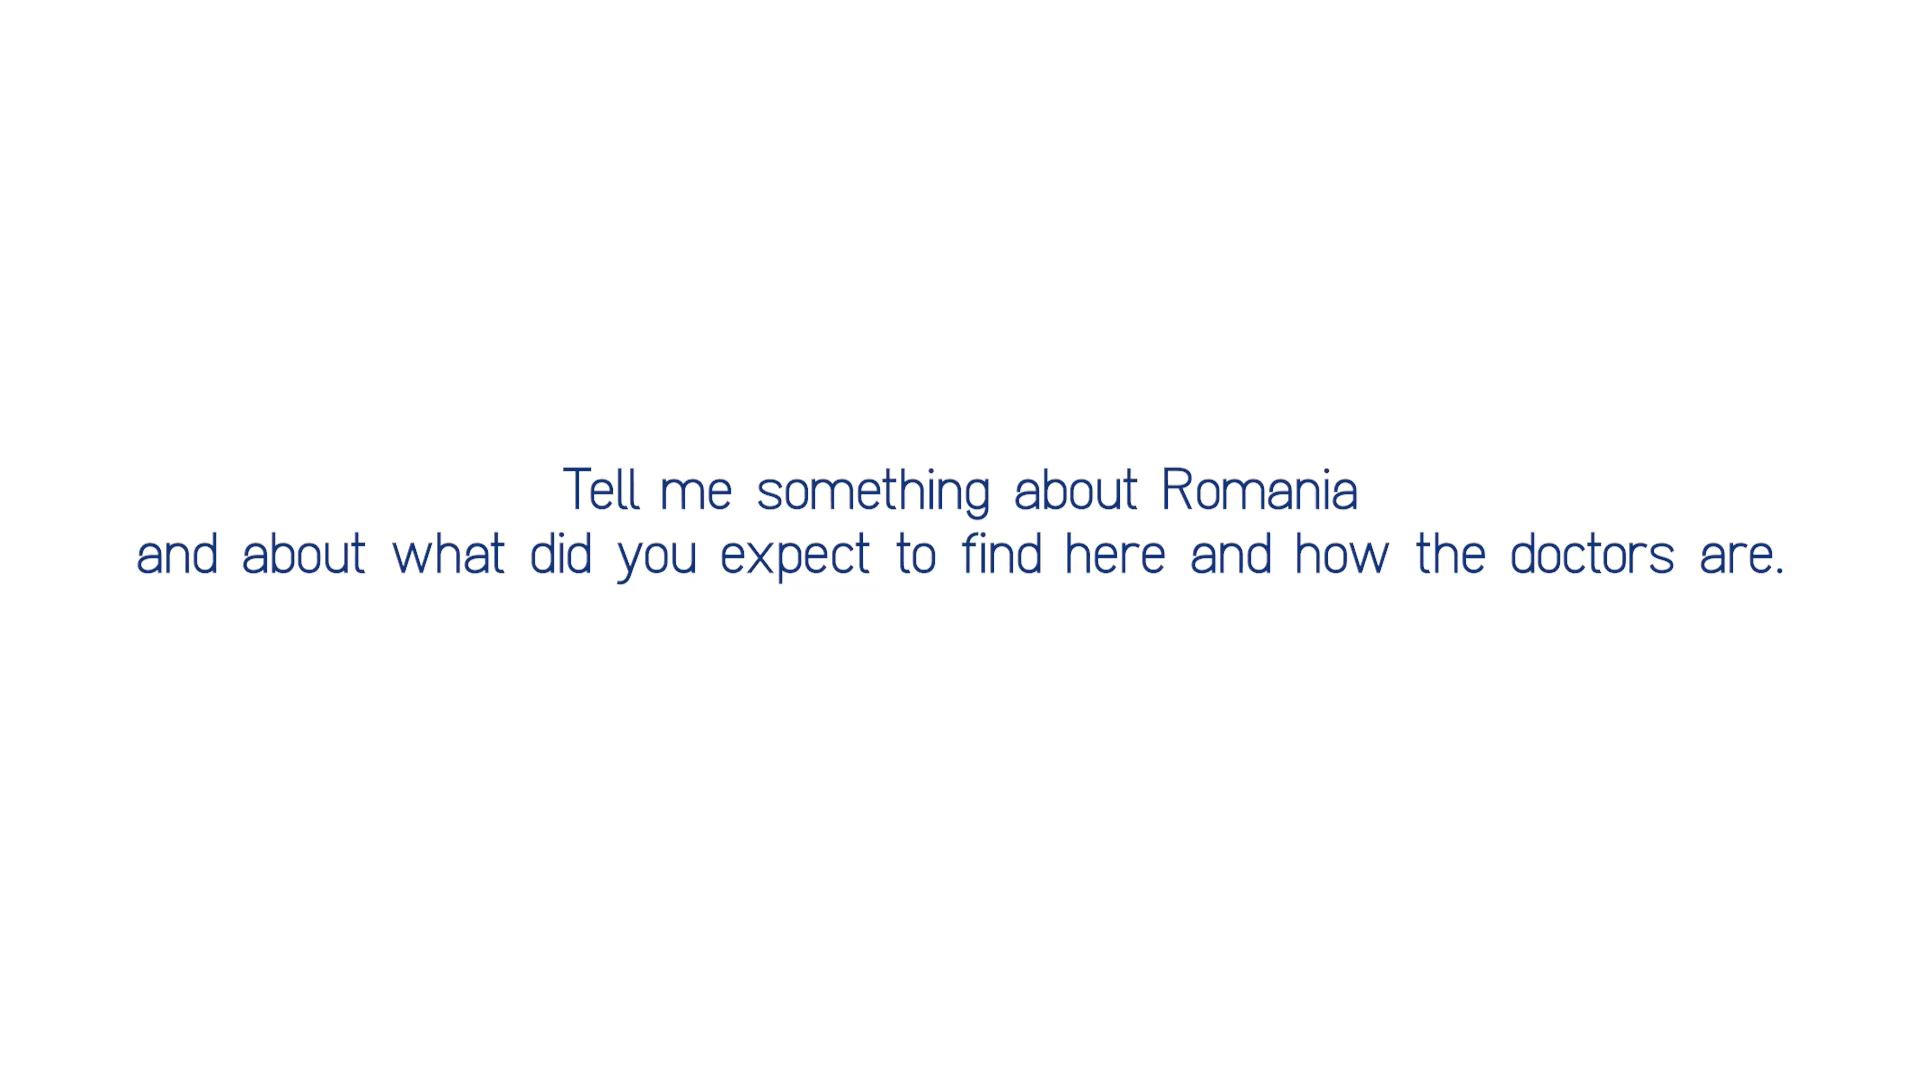 Tell me something about Romania
and about what did you expect to find here and how the doctors are.